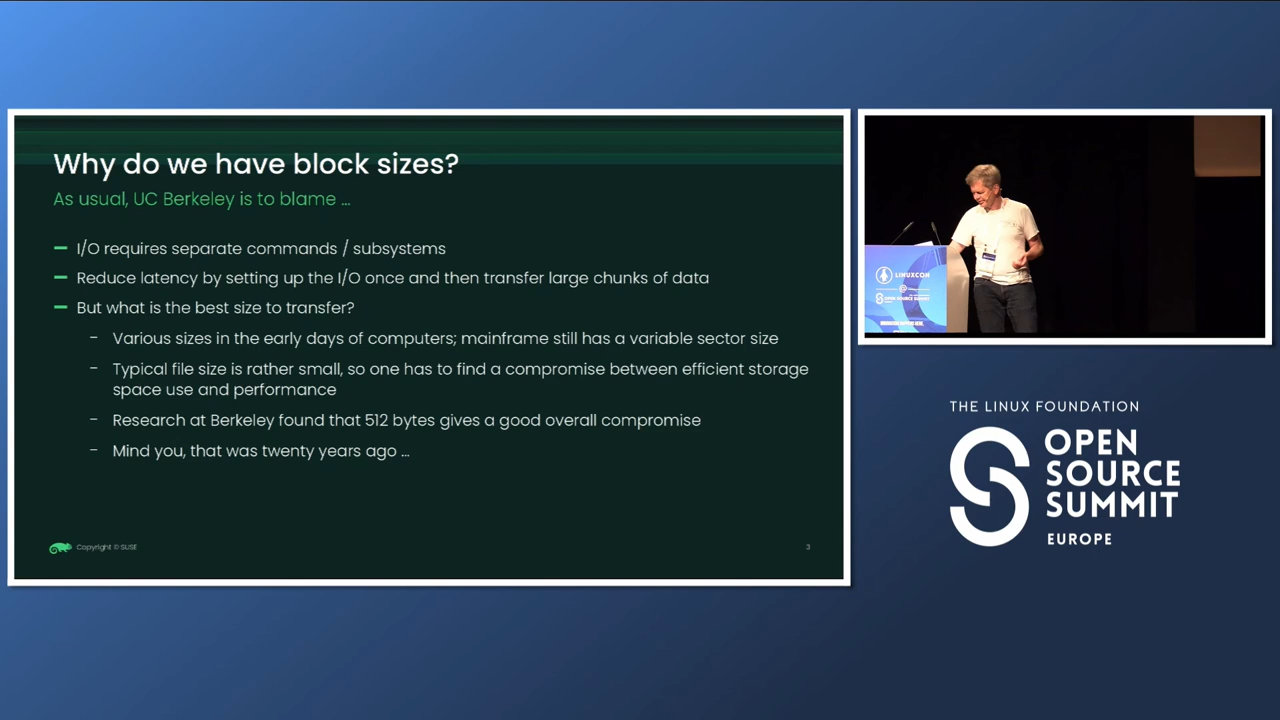 Why do we have block sizes?
As usual, UC Berkeley is to blame ...
I/O requires separate commands / subsystems
Reduce latency by setting up the I/O once and then transfer large chunks of data
But what is the best size to transfer?
- Various sizes in the early days of computers; mainframe still has a variable sector size
- Typical file size is rather small, so one has to find a compromise between efficient storage
space use and performance
- Research at Berkeley found that 512 bytes gives a good overall compromise
- Mind you, that was twenty years ago ...
Copyright © SUSE
3
LINUXCON
OPEN SOURCE SUMMIT
THE LINUX FOUNDATION
OPEN
SOURCE
SUMMIT
EUROPE